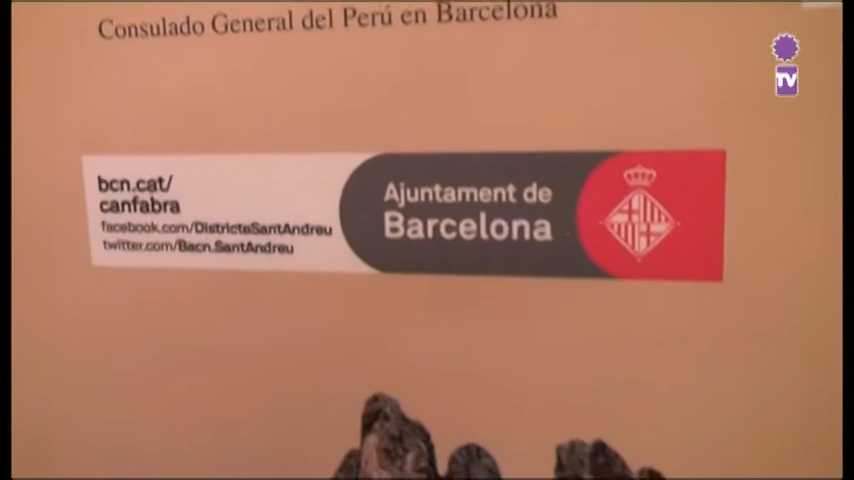 Consulado General del Perú en Barcelona
TV
bcn.cat/
canfabra
facebook.com/DistricteSantAndreu
twitter.com/Bacn.SantAndreu
Ajuntament de
Barcelona